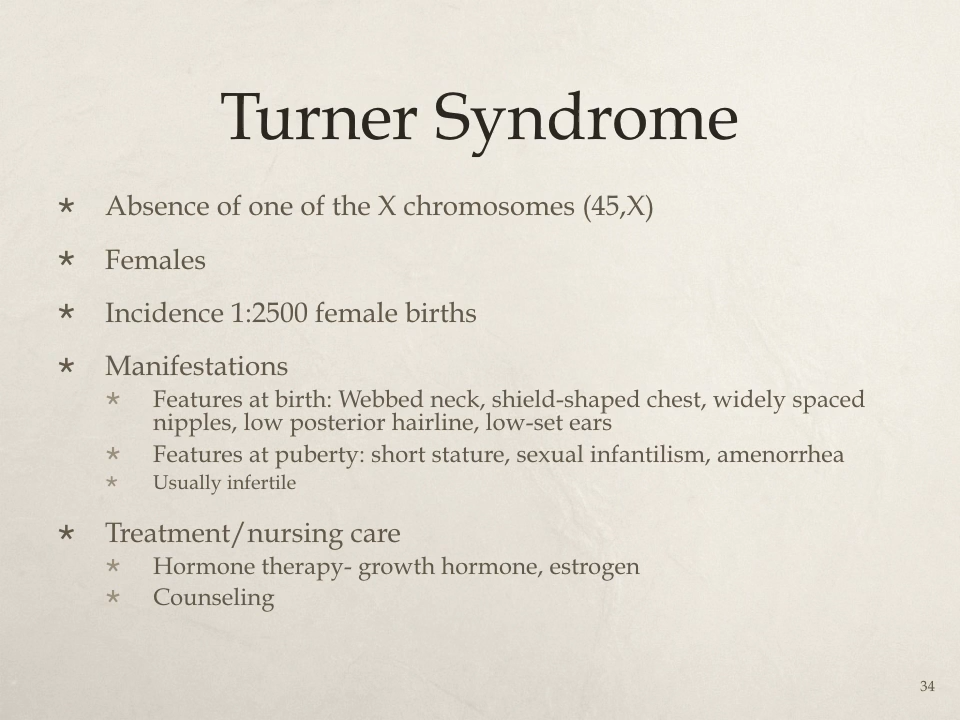 Turner Syndrome
* Absence of one of the X chromosomes (45,X)
* Females
* Incidence 1:2500 female births
* Manifestations
* Features at birth: Webbed neck, shield-shaped chest, widely spaced
nipples, low posterior hairline, low-set ears
* Features at puberty: short stature, sexual infantilism, amenorrhea
* Usually infertile
* Treatment/nursing care
* Hormone therapy- growth hormone, estrogen
* Counseling
34